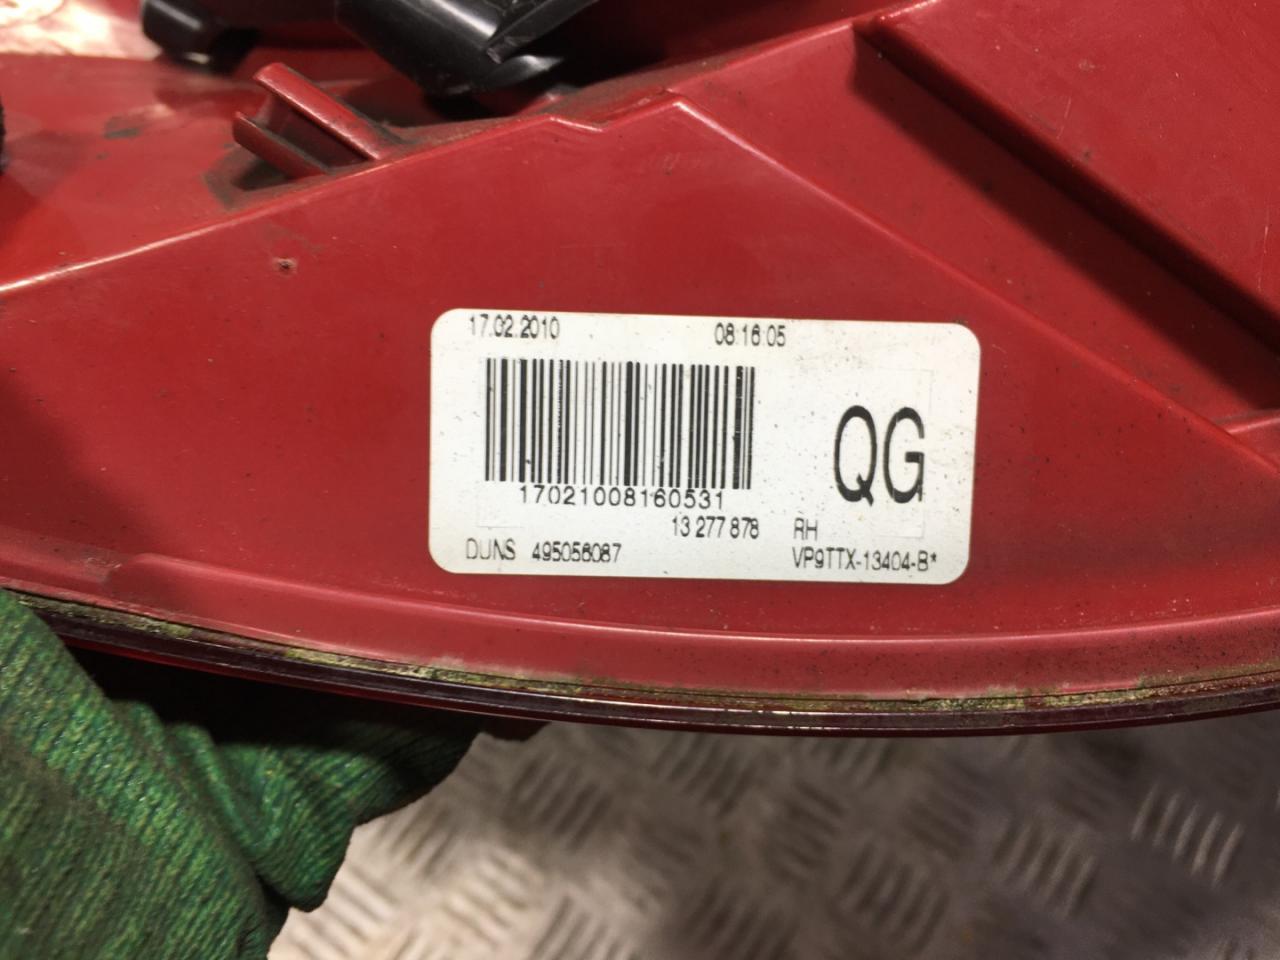 17.02.2010 08:16:05
QG
17021008160531
13 277 878 RH
DUNS 495056087 VP9TTX-13404-B*